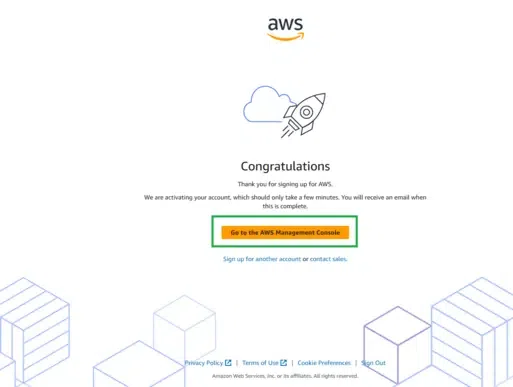 aws
Congratulations
Thank you for signing up for AWS.
We are activating your account, which should only take a few minutes. You will receive an email when
this is complete.
Go to the AWS Management Console
Sign up for another account or contact sales.
Privacy Policy | Terms of Use | Cookie Preferences | Sign Out
Amazon Web Services, Inc. or its affiliates. All rights reserved.